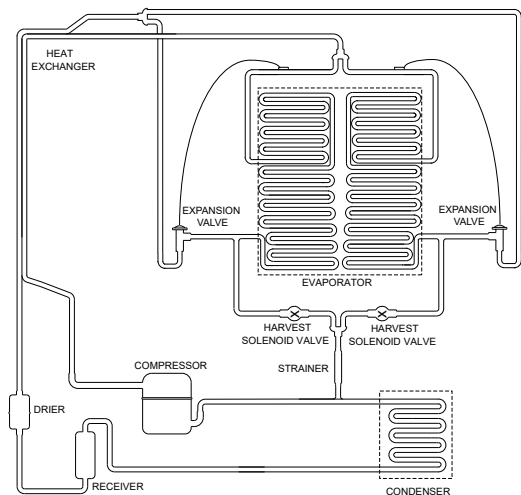 HEAT
EXCHANGER
EXPANSION
VALVE
EXPANSION
VALVE
EVAPORATOR
HARVEST
SOLENOID VALVE
HARVEST
SOLENOID VALVE
STRAINER
COMPRESSOR
DRIER
RECEIVER
CONDENSER